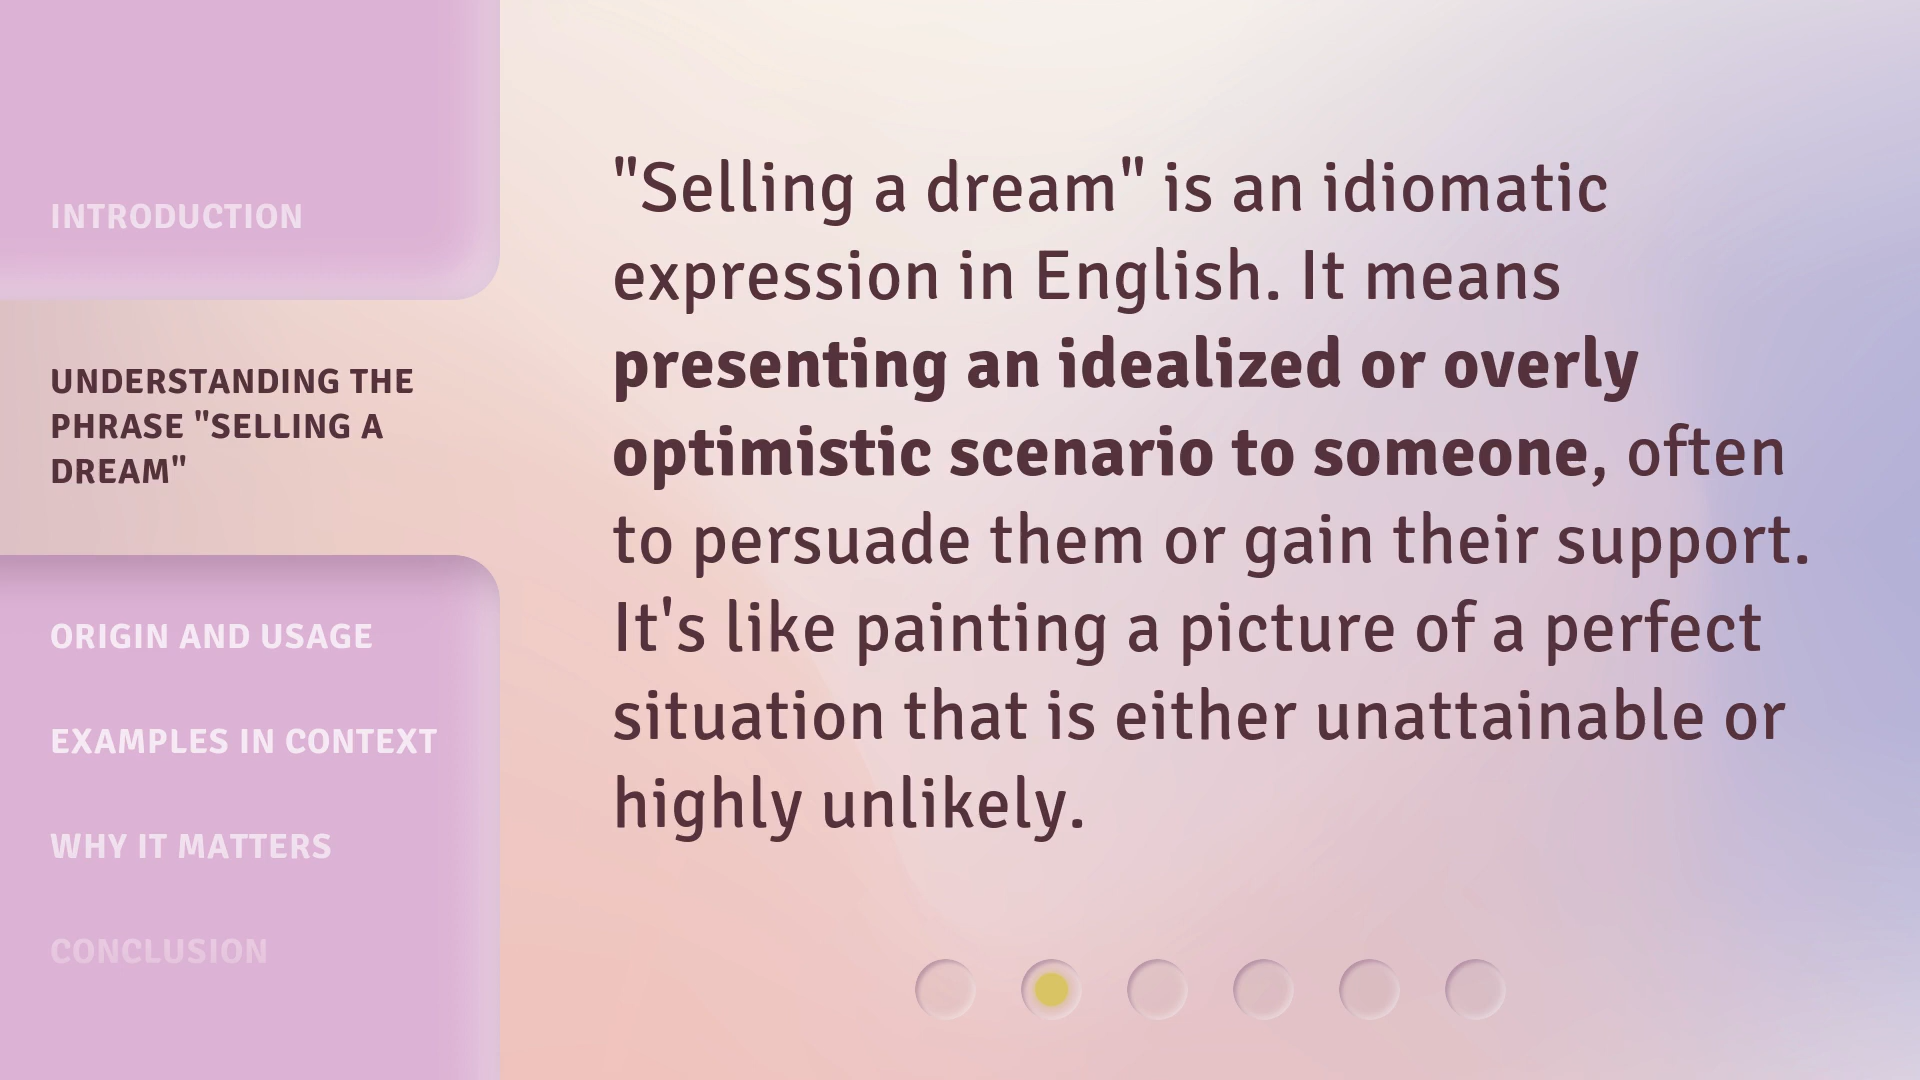 INTRODUCTION
UNDERSTANDING THE
PHRASE "SELLING A
DREAM"
ORIGIN AND USAGE
EXAMPLES IN CONTEXT
WHY IT MATTERS
CONCLUSION
"Selling a dream" is an idiomatic
expression in English. It means
presenting an idealized or overly
optimistic scenario to someone, often
to persuade them or gain their support.
It's like painting a picture of a perfect
situation that is either unattainable or
highly unlikely.